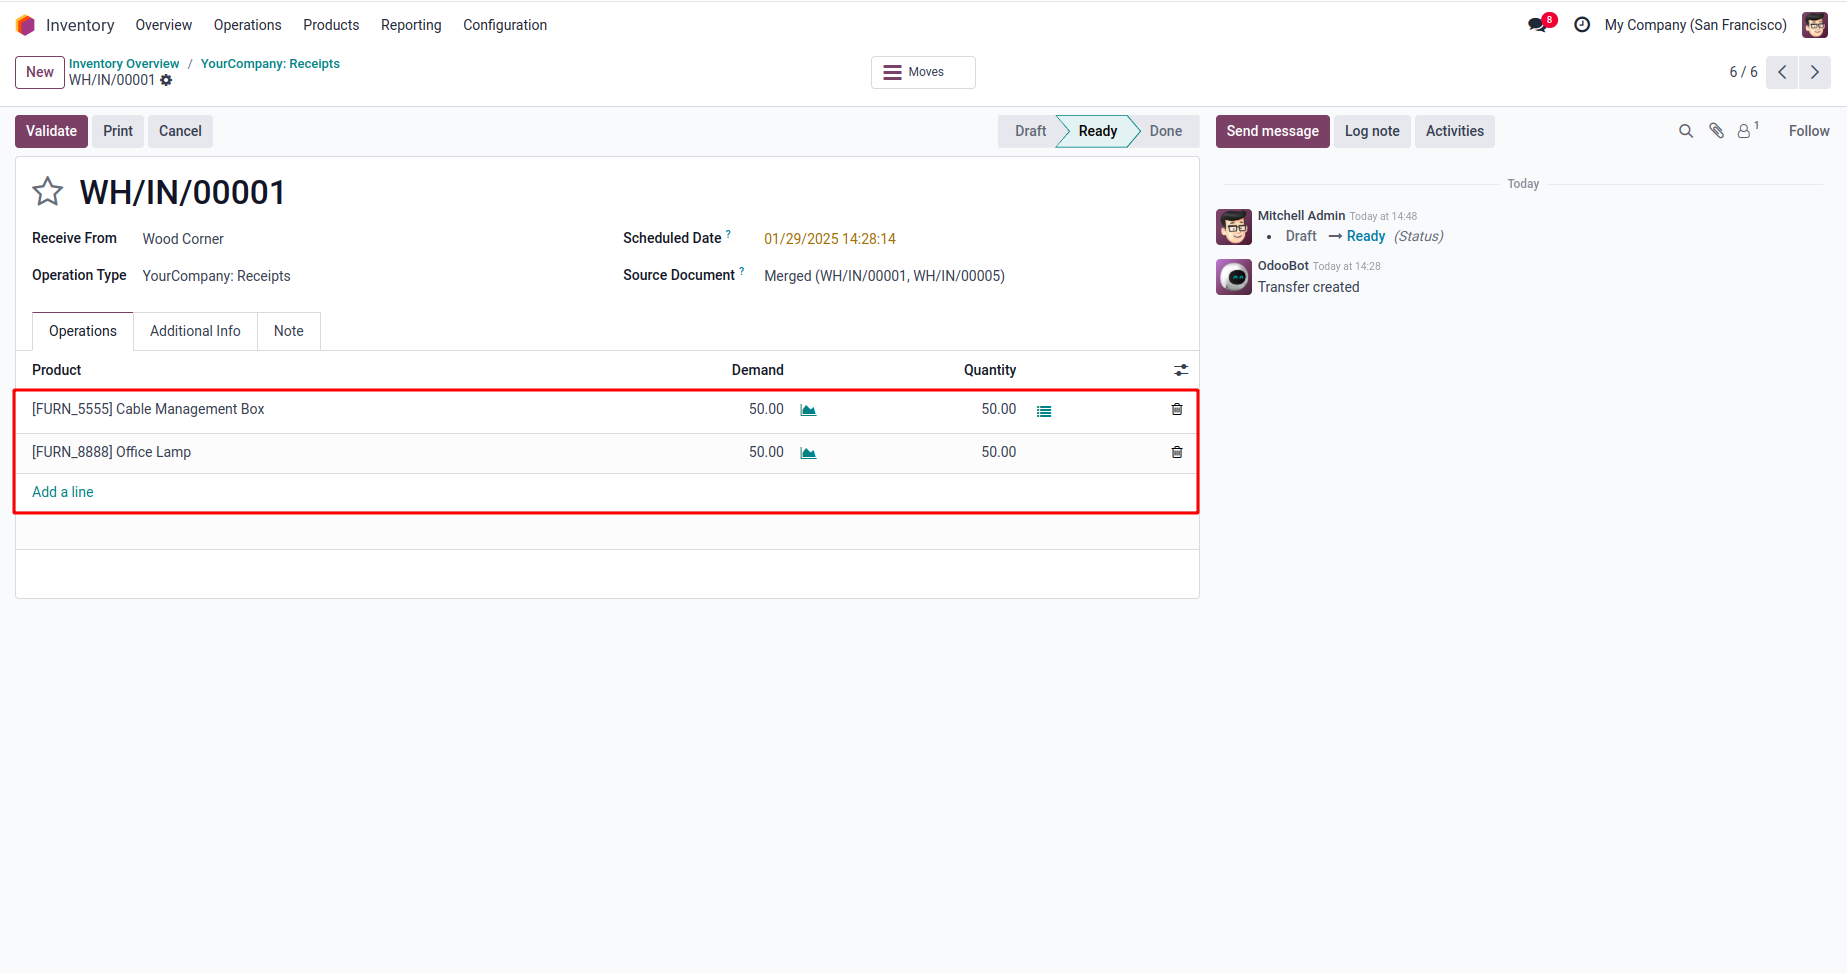 Inventory Overview Operations Products Reporting Configuration 8 My Company (San Francisco)
New Inventory Overview / YourCompany: Receipts Moves 6 / 6
WH/IN/00001
Validate Print Cancel Draft Ready Done Send message Log note Activities 1 Follow
WH/IN/00001
Receive From Wood Corner Scheduled Date ? 01/29/2025 14:28:14
Operation Type YourCompany: Receipts Source Document ? Merged (WH/IN/00001, WH/IN/00005)
Operations Additional Info Note
Product Demand Quantity
[FURN_5555] Cable Management Box 50.00 50.00
[FURN_8888] Office Lamp 50.00 50.00
Add a line
Today
Mitchell Admin Today at 14:48
• Draft → Ready (Status)
OdooBot Today at 14:28
Transfer created